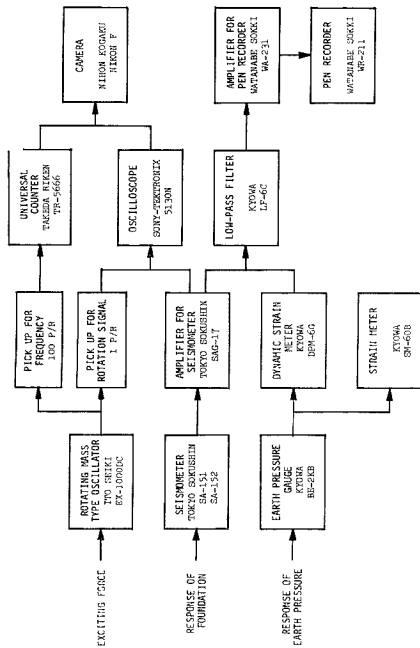 EXCITING FORCE
ROTATING MASS
TYPE OSCILLATOR
ITO SEIKI
EX-1000DC
PICK UP FOR
FREQUENCY
100 P/R
UNIVERSAL
COUNTER
TAKEDA RIKEN
TR-5666
CAMERA
NIHON KOGAKU
NIKON F
PICK UP FOR
ROTATION SIGNAL
1 P/R
OSCILLOSCOPE
SONY-TEKTRONIX
5130N
RESPONSE OF
FOUNDATION
SEISMOMETER
TOKYO SOKUSHIN
SA-151
SA-152
AMPLIFIER FOR
SEISMOMETER
TOKYO SOKUSHIN
SAG-17
LOW-PASS FILTER
KYOWA
LF-6C
AMPLIFIER FOR
PEN RECORDER
WATANABE SOKKI
WA-231
PEN RECORDER
WATANABE SOKKI
WR-211
RESPONSE OF
EARTH PRESSURE
EARTH PRESSURE
GAUGE
KYOWA
BE-2KB
DYNAMIC STRAIN
METER
KYOWA
DPM-6G
STRAIN METER
KYOWA
SM-60B